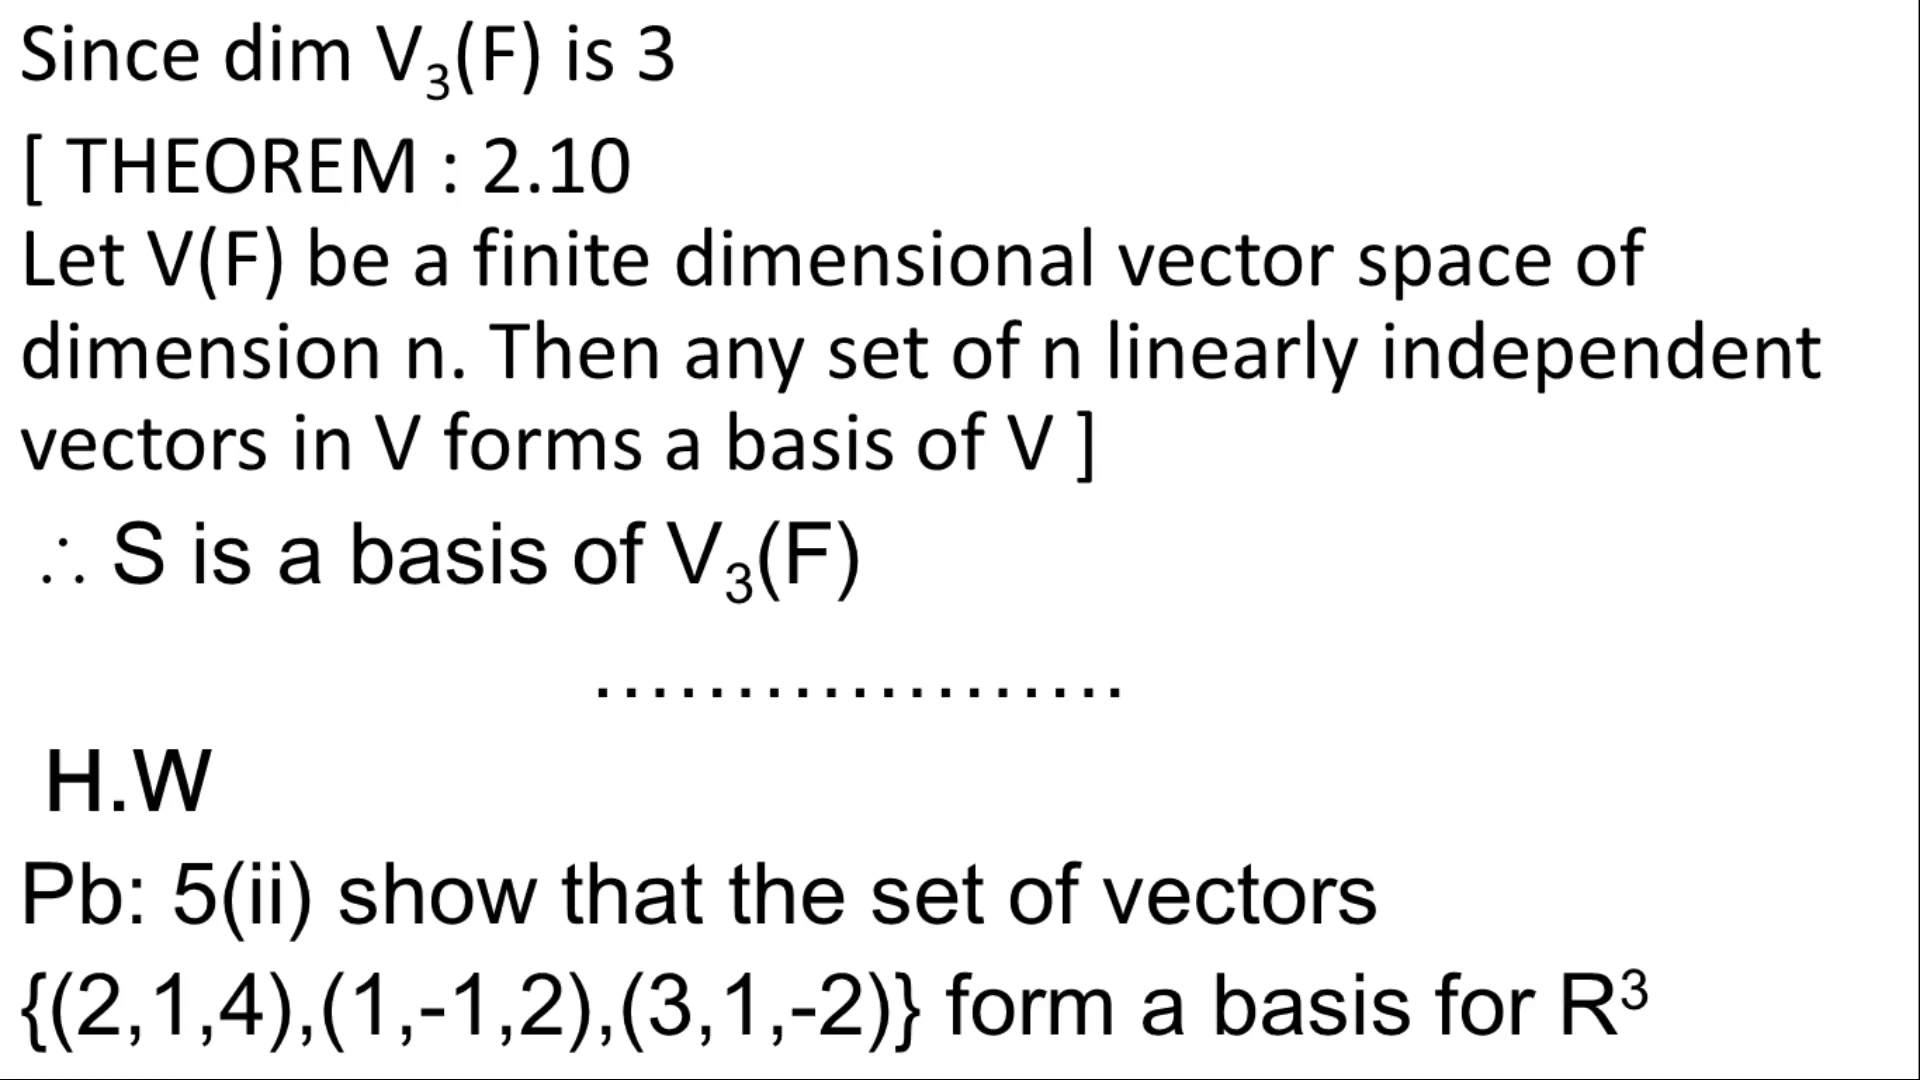 Since dim V₃(F) is 3
[ THEOREM : 2.10
Let V(F) be a finite dimensional vector space of
dimension n. Then any set of n linearly independent
vectors in V forms a basis of V ]
∴ S is a basis of V₃(F)
...................
H.W
Pb: 5(ii) show that the set of vectors
{(2,1,4),(1,-1,2),(3,1,-2)} form a basis for R³